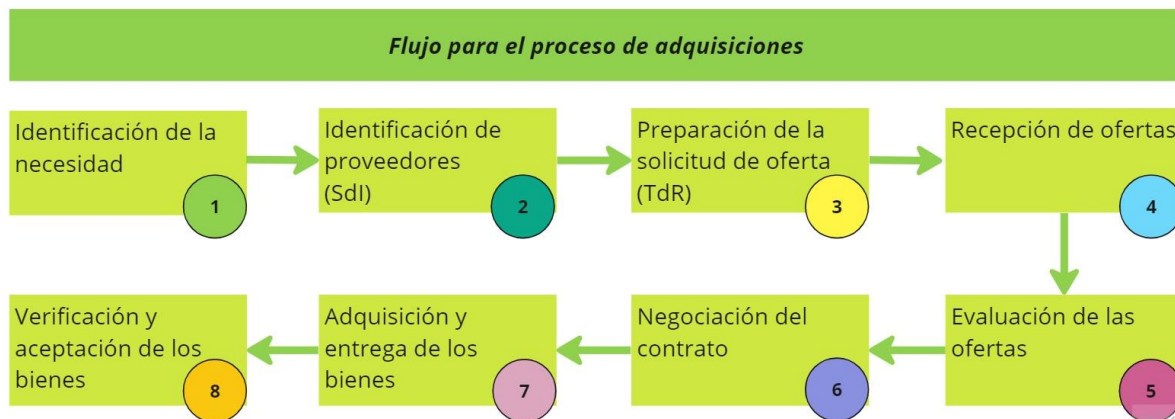 Flujo para el proceso de adquisiciones
Identificación de la
necesidad
1
Identificación de
proveedores
(SdI)
2
Preparación de la
solicitud de oferta
(TdR)
3
Recepción de ofertas
4
Evaluación de las
ofertas
5
Negociación del
contrato
6
Adquisición y
entrega de los
bienes
7
Verificación y
aceptación de los
bienes
8